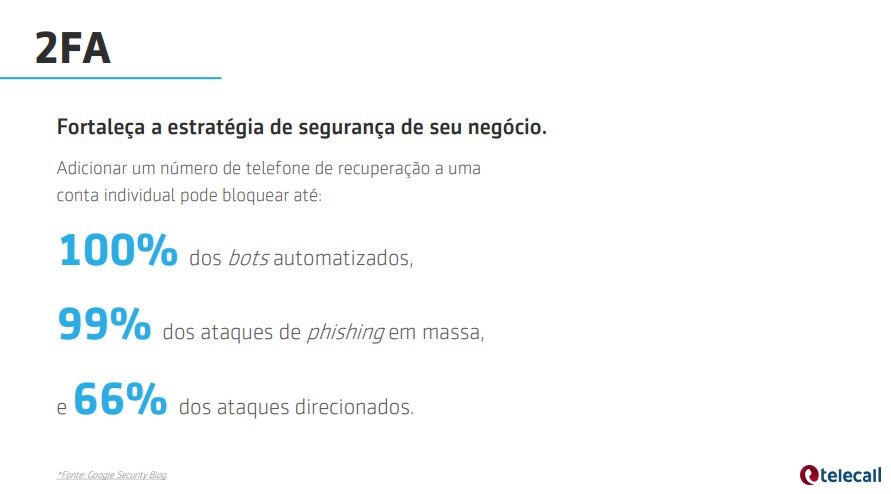 2FA
Fortaleça a estratégia de segurança de seu negócio.
Adicionar um número de telefone de recuperação a uma
conta individual pode bloquear até:
100% dos bots automatizados,
99% dos ataques de phishing em massa,
e 66% dos ataques direcionados.
*Fonte: Google Security Blog
telecall